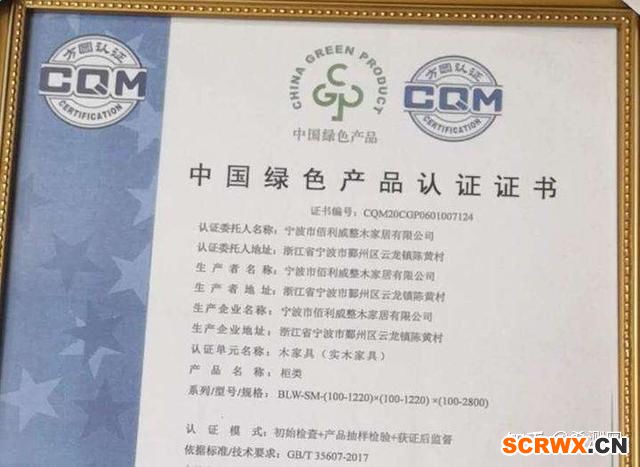 方圆认证
CQM
CERTIFICATION
CHINA GREEN PRODUCT
CGP
中国绿色产品
方圆认证
CQM
CERTIFICATION
中国绿色产品认证证书
证书编号：CQM20CGP0601007124
认证委托人名称：宁波市佰利威整木家居有限公司
认证委托人地址：浙江省宁波市鄞州区云龙镇陈黄村
生产者名称：宁波市佰利威整木家居有限公司
生产者地址：浙江省宁波市鄞州区云龙镇陈黄村
生产企业名称：宁波市佰利威整木家居有限公司
生产企业地址：浙江省宁波市鄞州区云龙镇陈黄村
认证单元名称：木家具（实木家具）
产品名称：柜类
系列/型号/规格：BLW-SM-(100-1220)×(100-1220)×(100-2800)
认证模式：初始检查+产品抽样检验+获证后监督
依据标准/技术要求：GB/T 35607-2017
SCRWX.CN